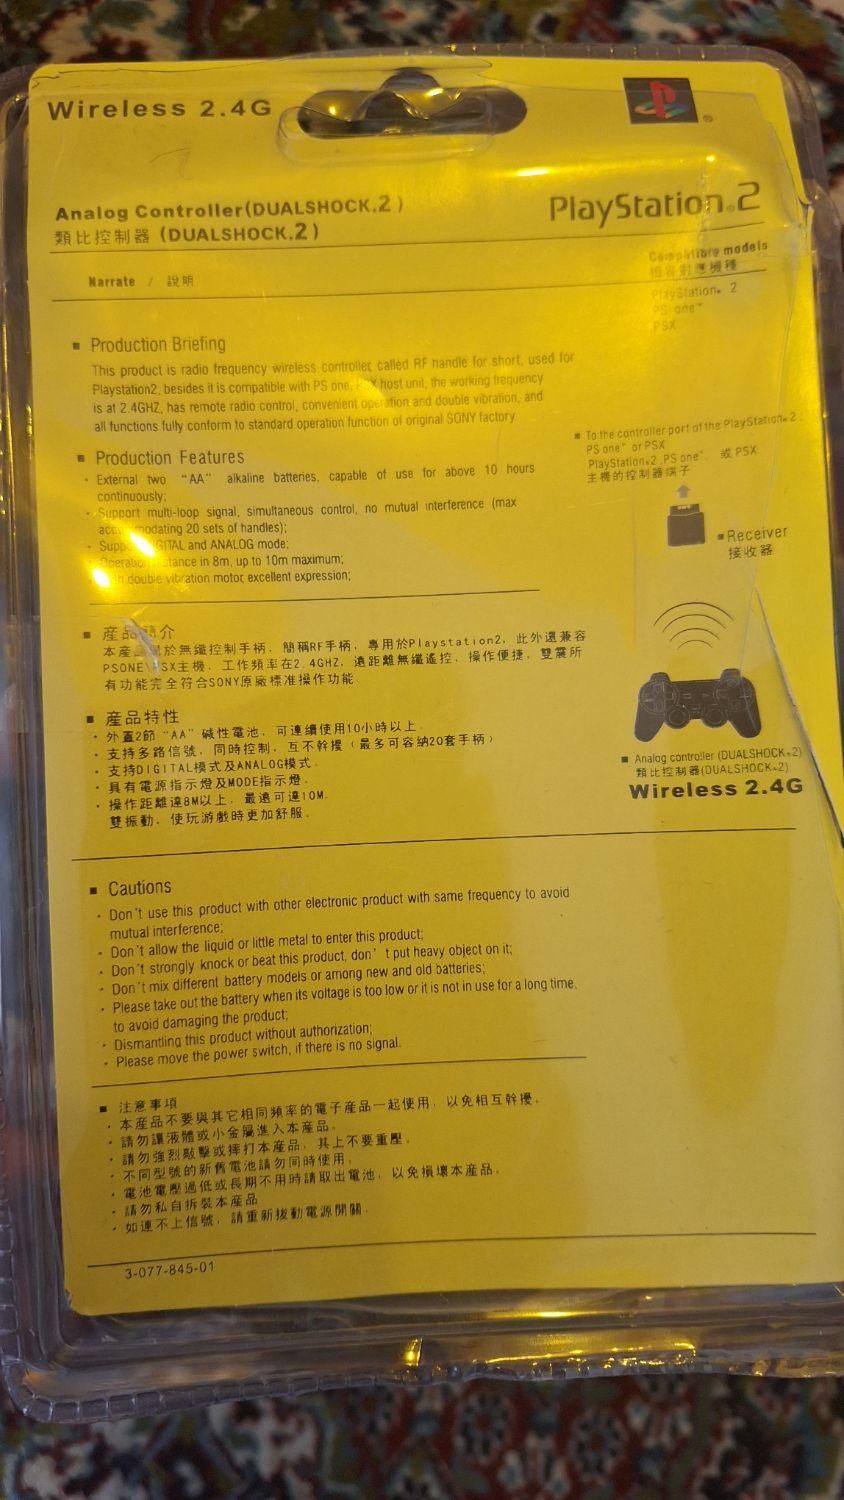 Wireless 2.4G
Analog Controller(DUALSHOCK.2)
類比控制器 (DUALSHOCK.2)
PlayStation®2
Narrate / 說明
Compatible models
相容對應機種
PlayStation® 2
PS one™
PSX
■ Production Briefing
This product is radio frequency wireless controller, called RF handle for short, used for
Playstation2, besides it is compatible with PS one, host unit, the working frequency
is at 2.4GHZ, has remote radio control, convenient operation and double vibration, and
all functions fully conform to standard operation function of original SONY factory
■ Production Features
· External two "AA" alkaline batteries, capable of use for above 10 hours
continuously;
· Support multi-loop signal, simultaneous control, no mutual interference (max
20 sets of handles);
· and ANALOG mode;
in 8m, up to 10m maximum;
double vibration motor, excellent expression;
■ To the controller port of the PlayStation®2.
PS one™ or PSX
PlayStation®2 .PS one™. 或 PSX
主機的控制器端子
■ Receiver
接收器
■ 產品簡介
本產品於無纖控制手柄. 簡稱RF手柄. 專用於Playstation2. 此外還兼容
PSONE PSX主機. 工作頻率在2.4GHZ. 遠距離無纖遙控. 操作便捷. 雙震所
有功能完全符合SONY原廠標准操作功能.
■ 產品特性
· 外置2節"AA"碱性電池. 可連續使用10小時以上.
· 支持多路信號. 同時控制. 互不幹擾(最多可容納20套手柄)
· 支持DIGITAL模式及ANALOG模式.
· 具有電源指示燈及MODE指示燈.
· 操作距離達8M以上. 最遠可達10M.
雙振動. 使玩游戲時更加舒服.
■ Analog controller (DUALSHOCK®2)
類比控制器(DUALSHOCK®2)
Wireless 2.4G
■ Cautions
· Don't use this product with other electronic product with same frequency to avoid
mutual interference;
· Don't allow the liquid or little metal to enter this product;
· Don't strongly knock or beat this product, don't put heavy object on it;
· Don't mix different battery models or among new and old batteries;
· Please take out the battery when its voltage is too low or it is not in use for a long time,
to avoid damaging the product;
· Dismantling this product without authorization;
· Please move the power switch, if there is no signal.
■ 注意事項
· 本產品不要與其它相同頻率的電子產品一起使用. 以免相互幹擾.
· 請勿讓液體或小金屬進入本產品.
· 請勿強烈敲擊或摔打本產品. 其上不要重壓.
· 不同型號的新舊電池請勿同時使用.
· 電池電壓過低或長期不用時請取出電池. 以免損壞本產品.
· 請勿私自拆裝本産品
· 如連不上信號. 請重新拔動電源開關.
3-077-845-01